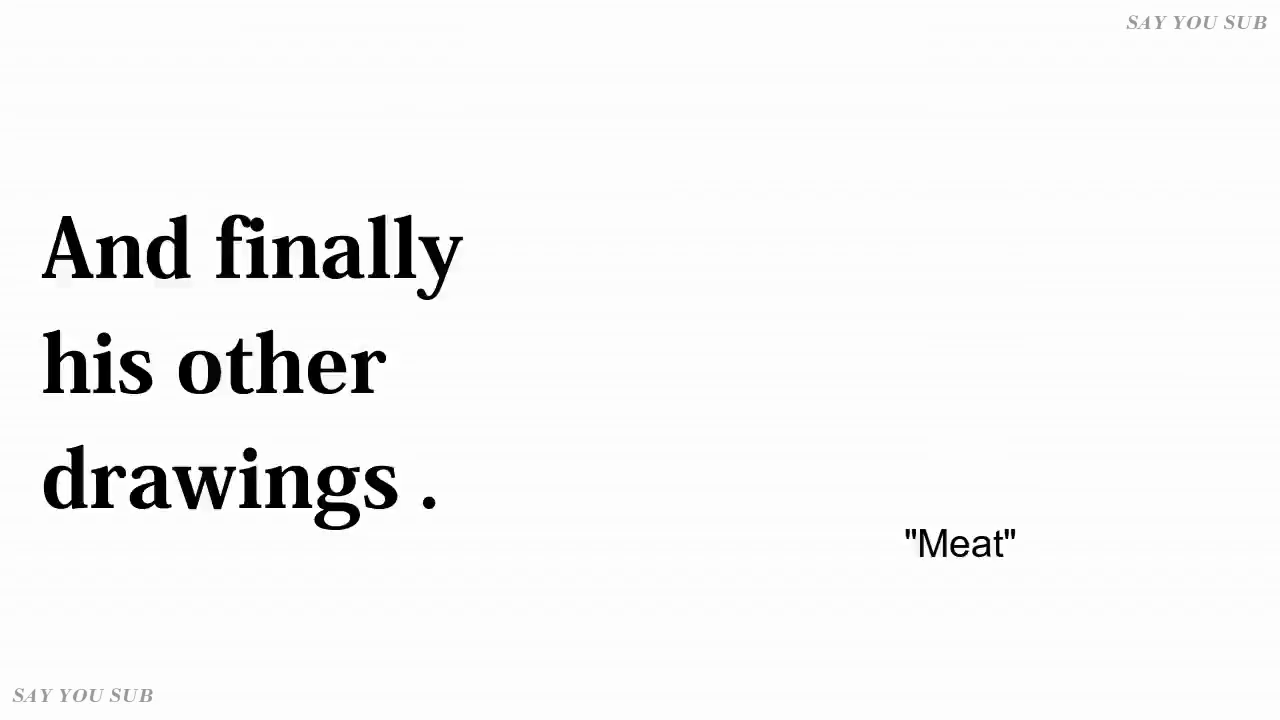 SAY YOU SUB
And finally
his other
drawings .
"Meat"
SAY YOU SUB